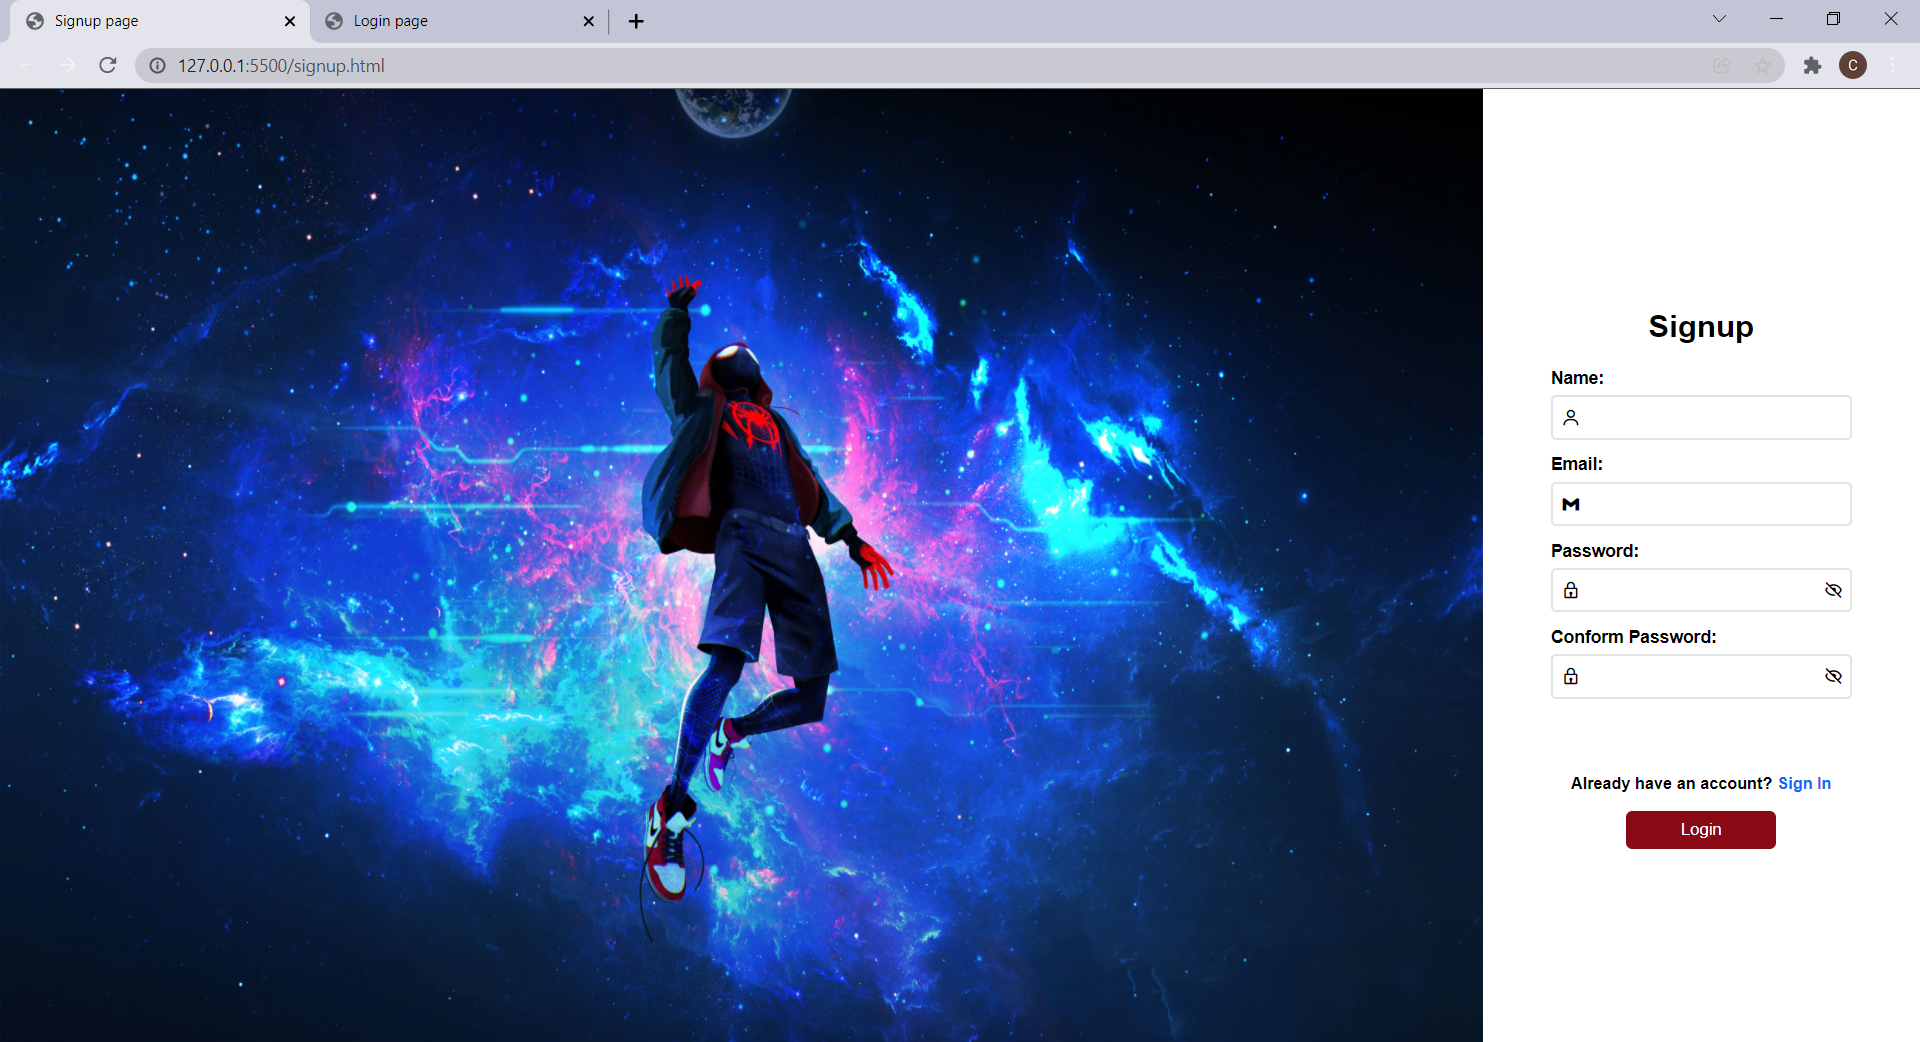 Signup page
Login page
127.0.0.1:5500/signup.html
C
Signup
Name:
Email:
Password:
Conform Password:
Already have an account? Sign In
Login